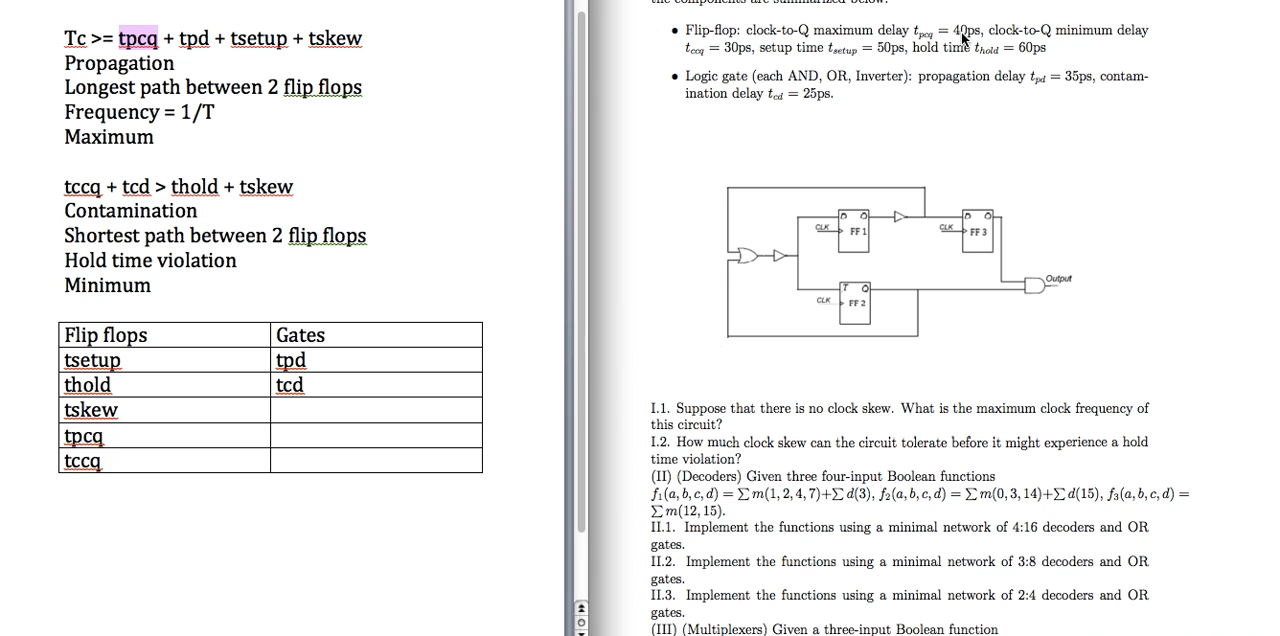 Tc >= tpcq + tpd + tsetup + tskew
Propagation
Longest path between 2 flip flops
Frequency = 1/T
Maximum
tccq + tcd > thold + tskew
Contamination
Shortest path between 2 flip flops
Hold time violation
Minimum
Flip flops Gates
tsetup tpd
thold tcd
tskew
tpcq
tccq
the components are summarized below:
• Flip-flop: clock-to-Q maximum delay tpcq = 40ps, clock-to-Q minimum delay
tccq = 30ps, setup time tsetup = 50ps, hold time thold = 60ps
• Logic gate (each AND, OR, Inverter): propagation delay tpd = 35ps, contam-
ination delay tcd = 25ps.
D Q
CLK FF 1
D Q
CLK FF 3
Output
T Q
CLK FF 2
I.1. Suppose that there is no clock skew. What is the maximum clock frequency of
this circuit?
I.2. How much clock skew can the circuit tolerate before it might experience a hold
time violation?
(II) (Decoders) Given three four-input Boolean functions
f1(a, b, c, d) = ∑ m(1, 2, 4, 7)+∑ d(3), f2(a, b, c, d) = ∑ m(0, 3, 14)+∑ d(15), f3(a, b, c, d) =
∑ m(12, 15).
II.1. Implement the functions using a minimal network of 4:16 decoders and OR
gates.
II.2. Implement the functions using a minimal network of 3:8 decoders and OR
gates.
II.3. Implement the functions using a minimal network of 2:4 decoders and OR
gates.
(III) (Multiplexers) Given a three-input Boolean function